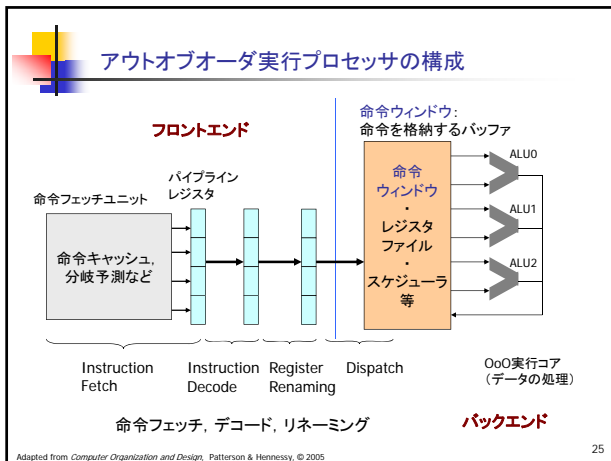 アウトオブオーダ実行プロセッサの構成
フロントエンド
命令ウィンドウ:
命令を格納するバッファ
パイプライン
レジスタ
命令フェッチユニット
命令キャッシュ,
分岐予測など
命令
ウィンドウ
・
レジスタ
ファイル
・
スケジューラ
等
ALU0
ALU1
ALU2
Instruction
Fetch
Instruction
Decode
Register
Renaming
Dispatch
OoO実行コア
(データの処理)
命令フェッチ, デコード, リネーミング
バックエンド
Adapted from Computer Organization and Design, Patterson & Hennessy, © 2005
25